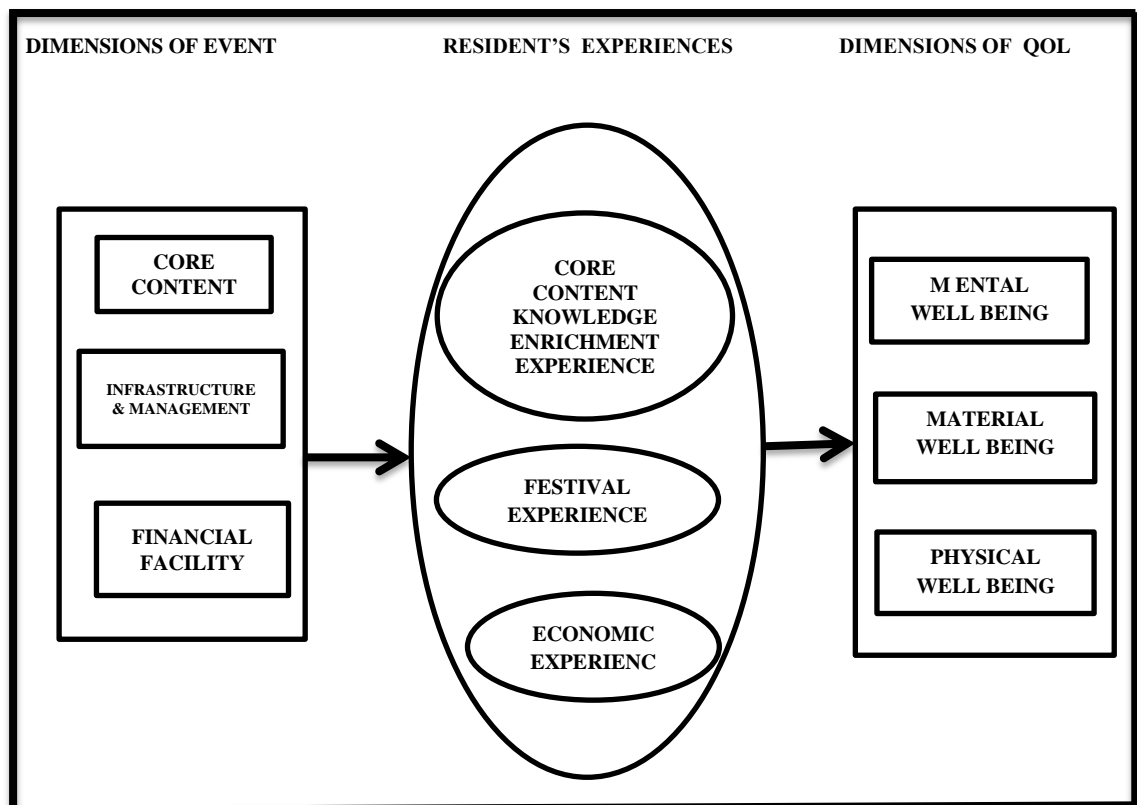 DIMENSIONS OF EVENT
RESIDENT'S EXPERIENCES
DIMENSIONS OF QOL
CORE
CONTENT
INFRASTRUCTURE
& MANAGEMENT
FINANCIAL
FACILITY
CORE
CONTENT
KNOWLEDGE
ENRICHMENT
EXPERIENCE
FESTIVAL
EXPERIENCE
ECONOMIC
EXPERIENC
M ENTAL
WELL BEING
MATERIAL
WELL BEING
PHYSICAL
WELL BEING